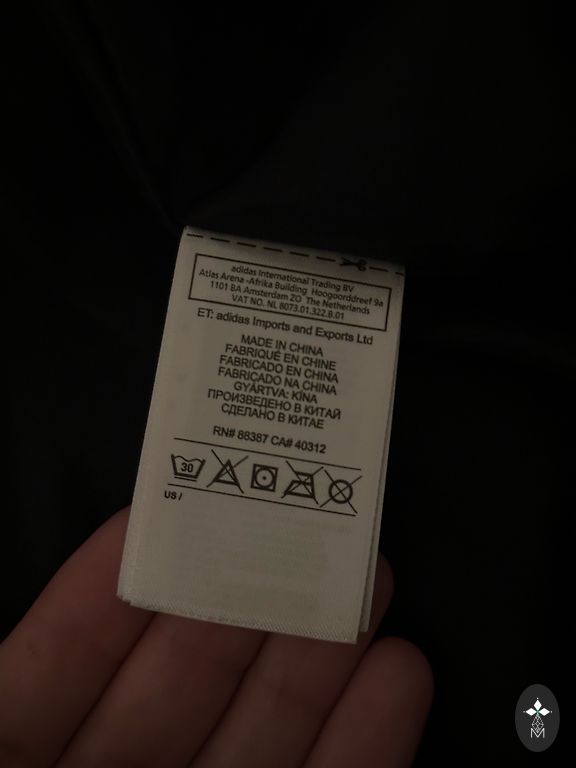 adidas International Trading BV
Atlas Arena -Afrika Building Hoogoorddreef 9a
1101 BA Amsterdam ZO The Netherlands
VAT NO. NL 8073.01.322.B.01
ET: adidas Imports and Exports Ltd
MADE IN CHINA
FABRIQUÉ EN CHINE
FABRICADO EN CHINA
FABRICADO NA CHINA
GYÁRTVA: KÍNA
ПРОИЗВЕДЕНО В КИТАЙ
СДЕЛАНО В КИТАЕ
RN# 88387 CA# 40312
30
US /
M